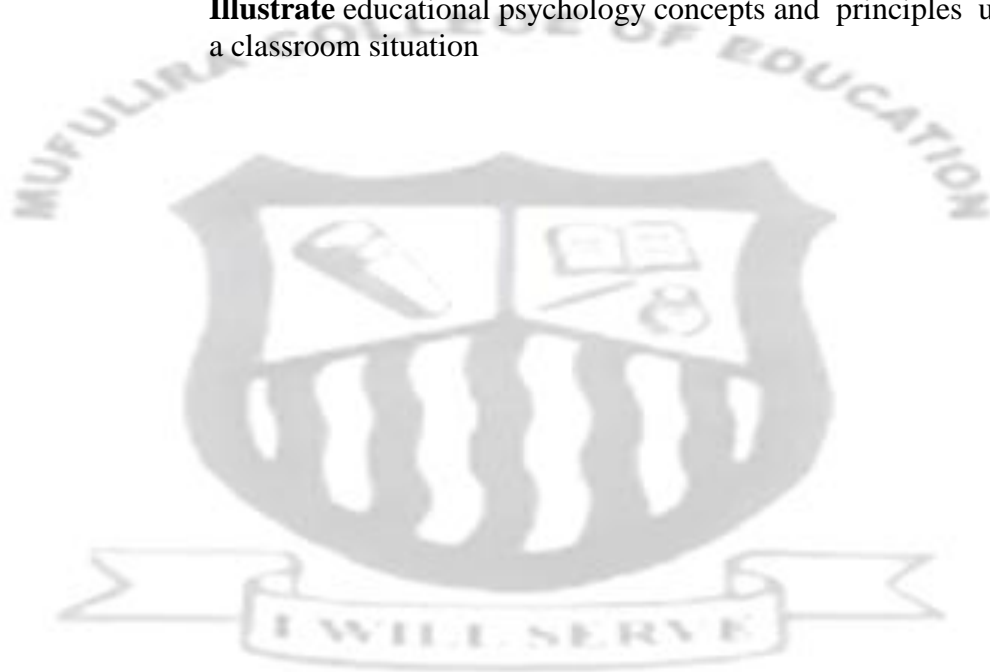 Illustrate educational psychology concepts and principles u
a classroom situation
MUFULIRA COLLEGE OF EDUCATION
I WILL SERVE